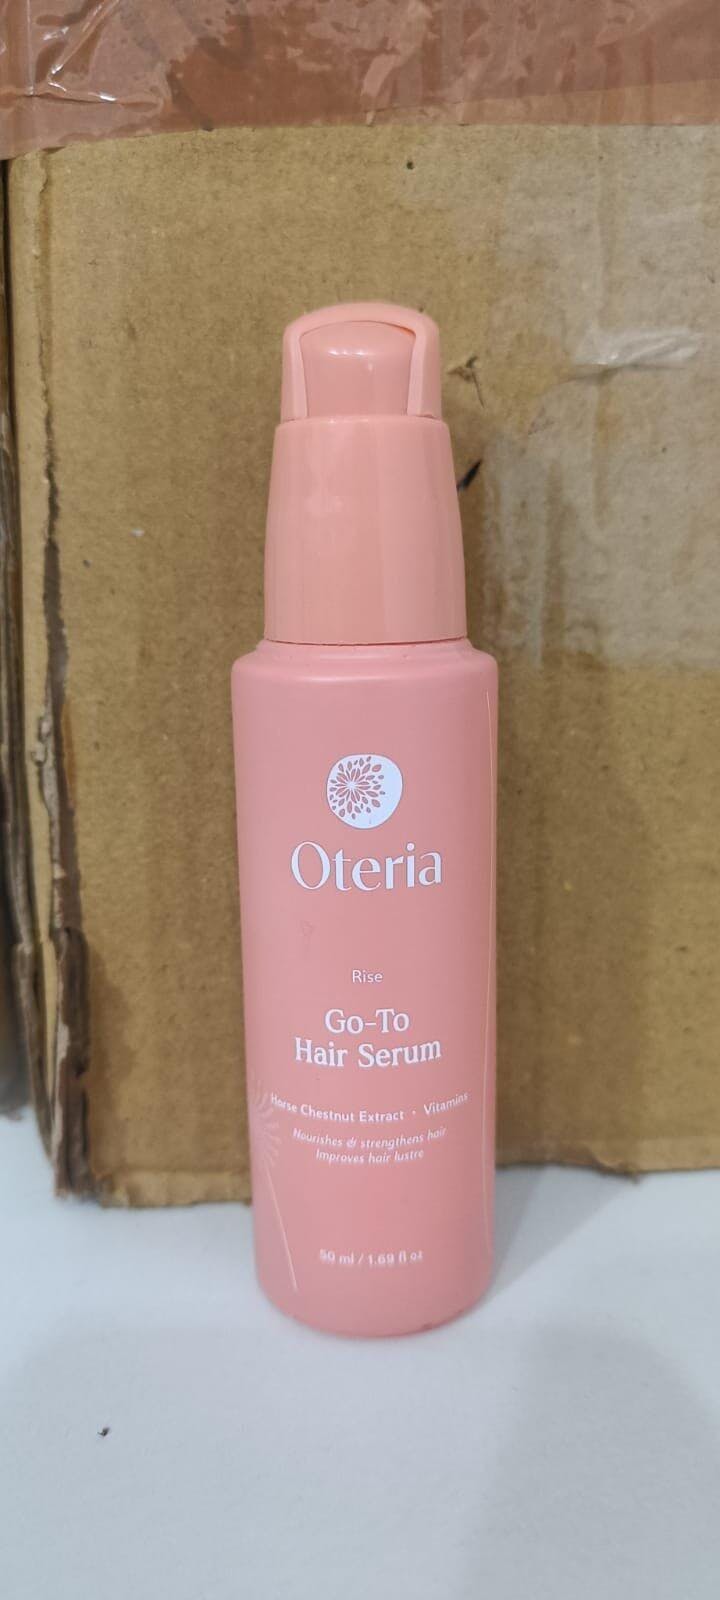 Oteria
Rise
Go-To
Hair Serum
Horse Chestnut Extract · Vitamins
Nourishes & strengthens hair
Improves hair lustre
50 ml / 1.69 fl oz